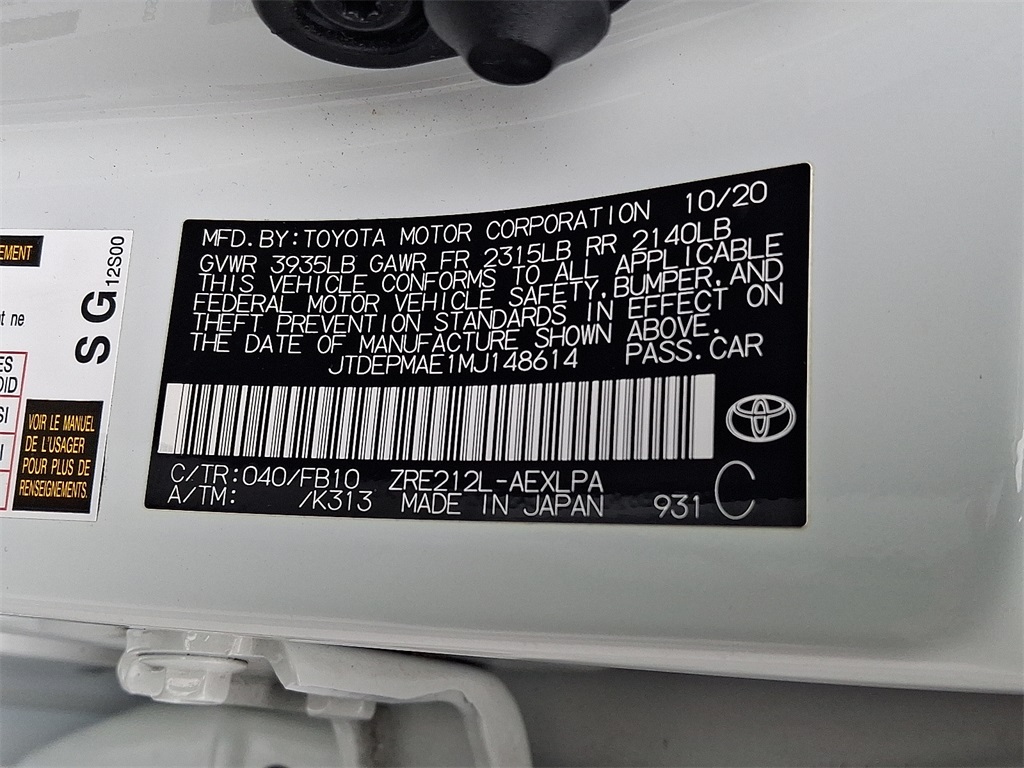 MFD.BY:TOYOTA MOTOR CORPORATION 10/20
GVWR 3935LB GAWR FR 2315LB RR 2140LB
THIS VEHICLE CONFORMS TO ALL APPLICABLE
FEDERAL MOTOR VEHICLE SAFETY,BUMPER,AND
THEFT PREVENTION STANDARDS IN EFFECT ON
THE DATE OF MANUFACTURE SHOWN ABOVE.
JTDEPMAE1MJ148614 PASS.CAR
C/TR:040/FB10 ZRE212L-AEXLPA
A/TM: /K313 MADE IN JAPAN 931 C
SG12S00
VOIR LE MANUEL
DE L'USAGER
POUR PLUS DE
RENSEIGNEMENTS.